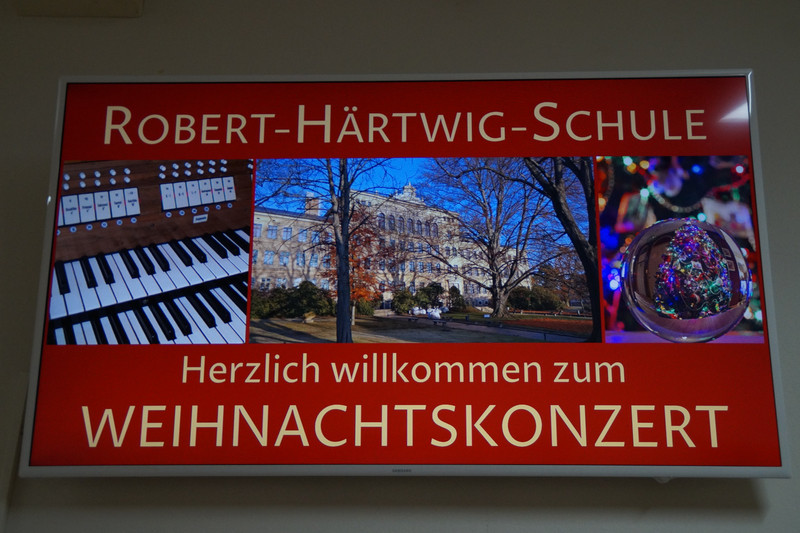 ROBERT-HÄRTWIG-SCHULE
Herzlich willkommen zum
WEIHNACHTSKONZERT